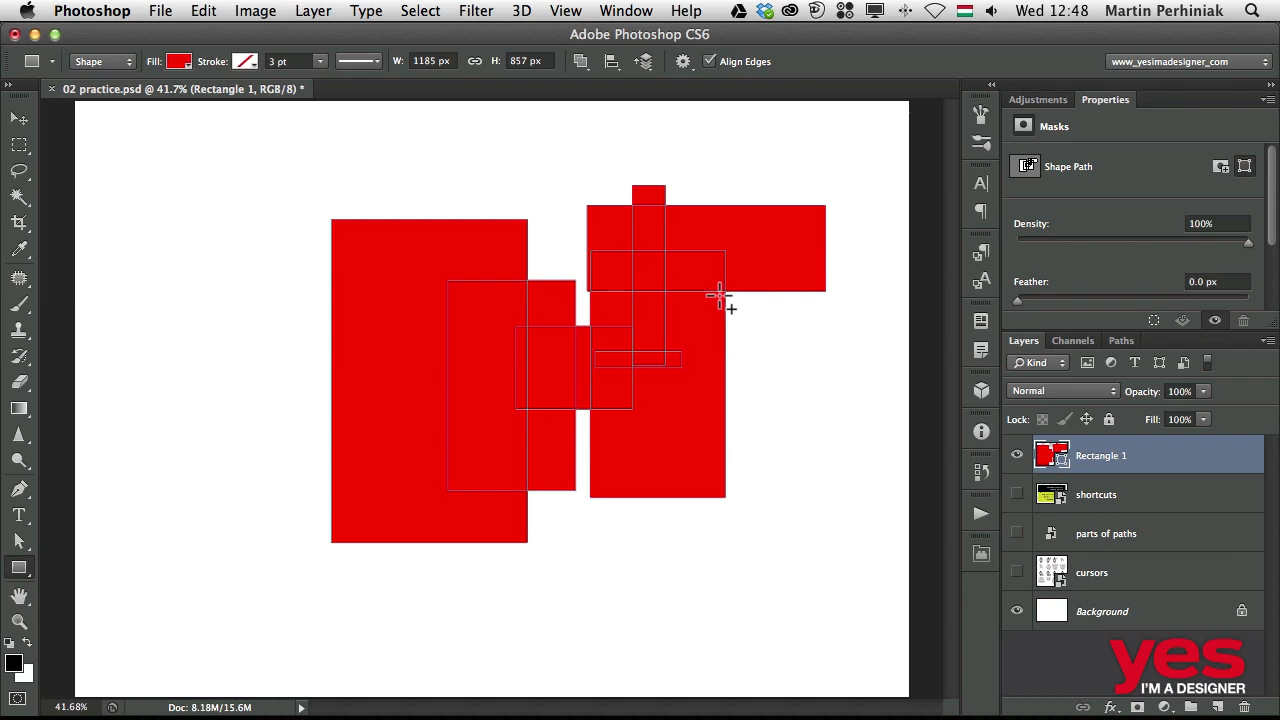 Photoshop File Edit Image Layer Type Select Filter 3D View Window Help Wed 12:48 Martin Perhiniak
Adobe Photoshop CS6
Shape Fill: Stroke: 3 pt W: 1185 px H: 857 px Align Edges www_yesimadesigner_com
× 02 practice.psd @ 41.7% (Rectangle 1, RGB/8) *
Adjustments Properties
Masks
Shape Path
Density: 100%
Feather: 0.0 px
Layers Channels Paths
Kind
Normal Opacity: 100%
Lock: Fill: 100%
Rectangle 1
shortcuts
parts of paths
cursors
Background
yes
I'M A DESIGNER
41.68% Doc: 8.18M/15.6M